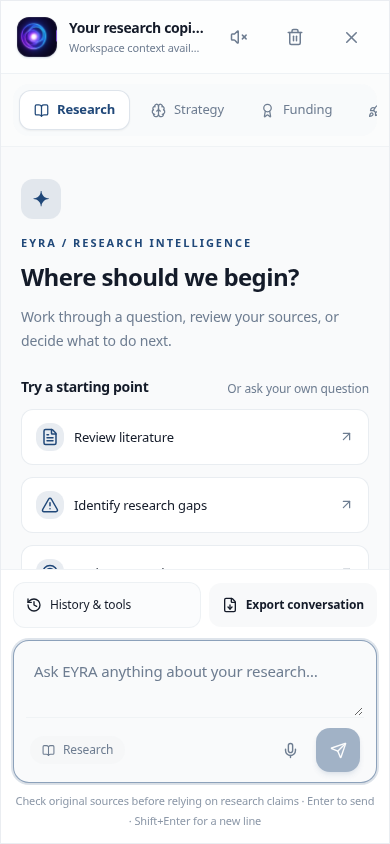 Your research copi...
Workspace context avail...
Research
Strategy
Funding
EYRA / RESEARCH INTELLIGENCE
Where should we begin?
Work through a question, review your sources, or
decide what to do next.
Try a starting point
Or ask your own question
Review literature
Identify research gaps
History & tools
Export conversation
Ask EYRA anything about your research...
Research
Check original sources before relying on research claims · Enter to send
· Shift+Enter for a new line